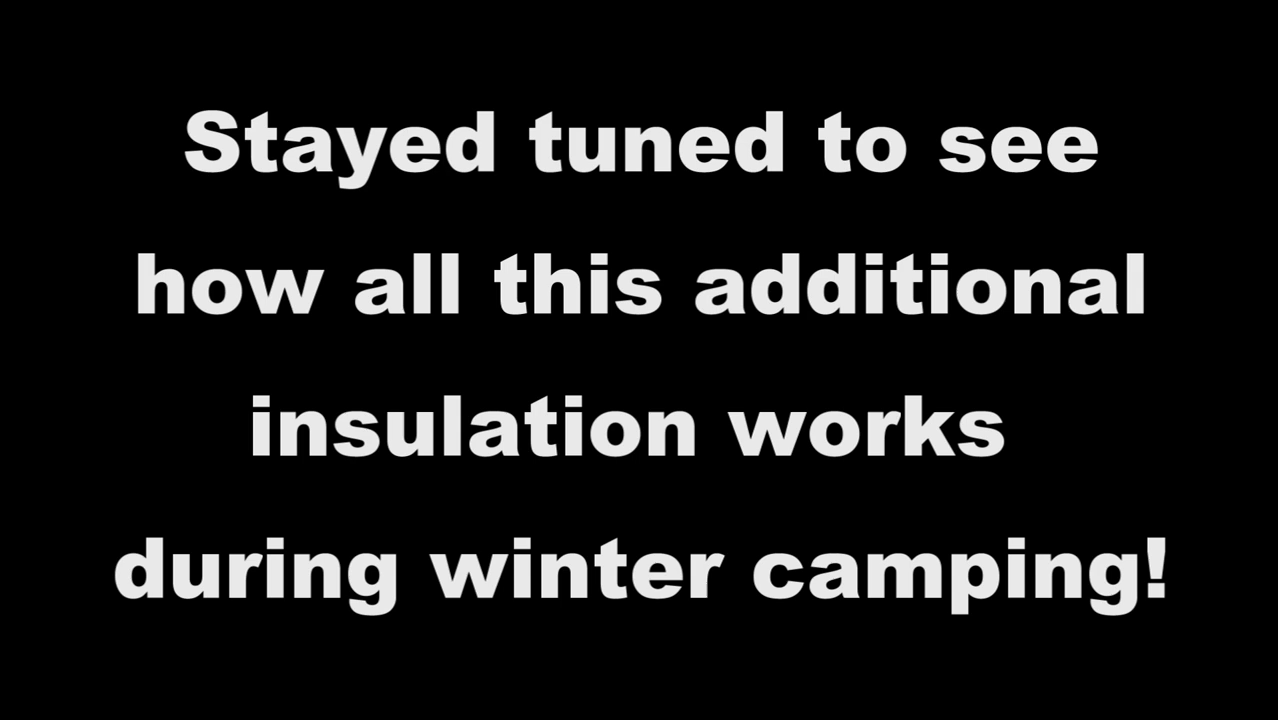 Stayed tuned to see
how all this additional
insulation works
during winter camping!